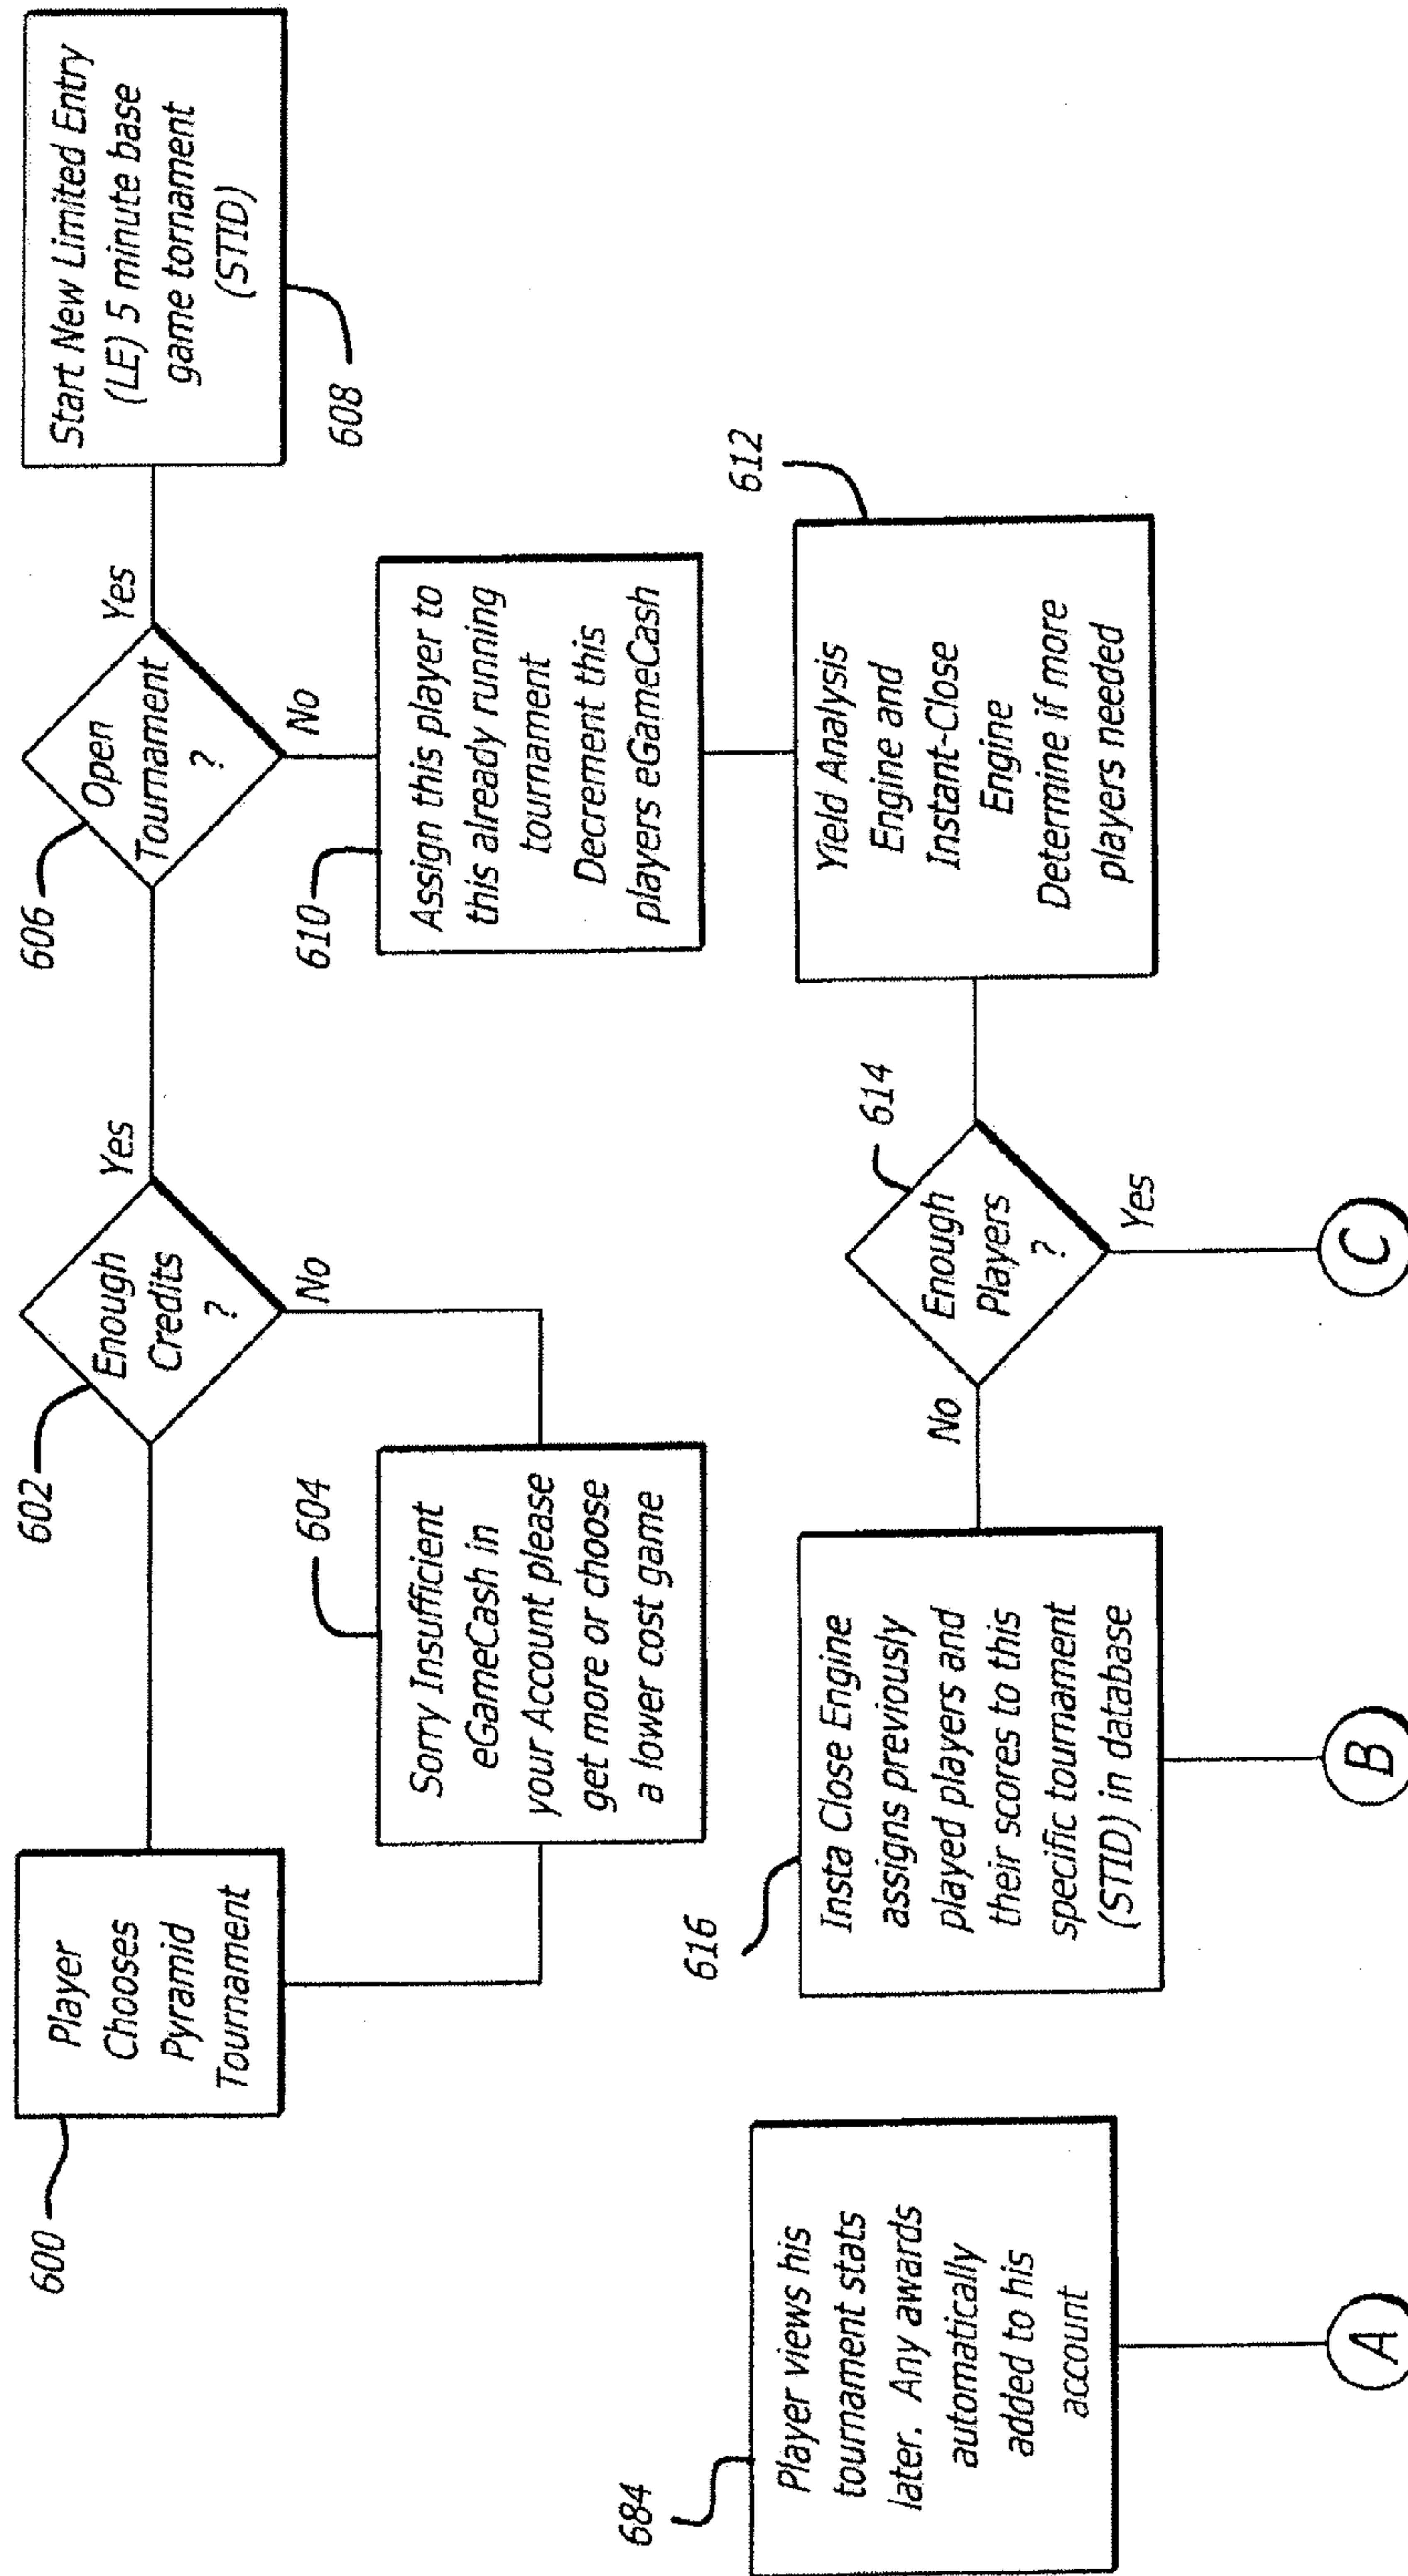 600
Player
Chooses
Pyramid
Tournament
602
Enough
Credits
?
Yes
No
604
Sorry Insufficient
eGameCash in
your Account please
get more or choose
a lower cost game
606
Open
Tournament
?
Yes
No
Start New Limited Entry
(LE) 5 minute base
game tornament
(STID)
608
610
Assign this player to
this already running
tournament
Decrement this
players eGameCash
612
Yield Analysis
Engine and
Instant-Close
Engine
Determine if more
players needed
614
Enough
Players
?
No
Yes
616
Insta Close Engine
assigns previously
played players and
their scores to this
specific tournament
(STID) in database
684
Player views his
tournament stats
later. Any awards
automatically
added to his
account
A
B
C